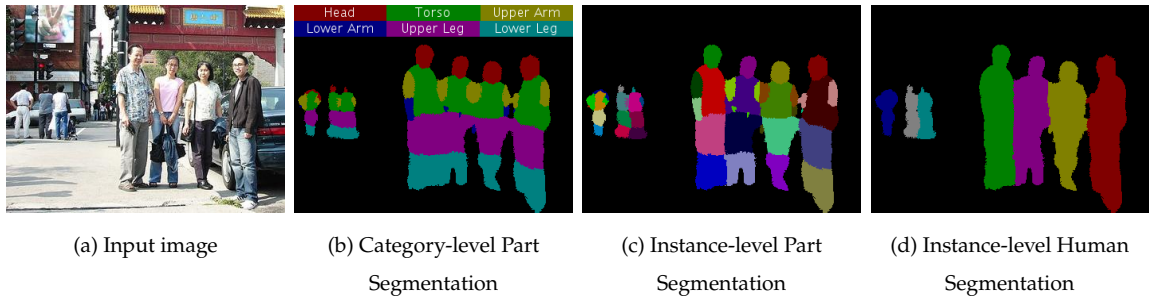 Head Torso Upper Arm
Lower Arm Upper Leg Lower Leg
(a) Input image
(b) Category-level Part
Segmentation
(c) Instance-level Part
Segmentation
(d) Instance-level Human
Segmentation